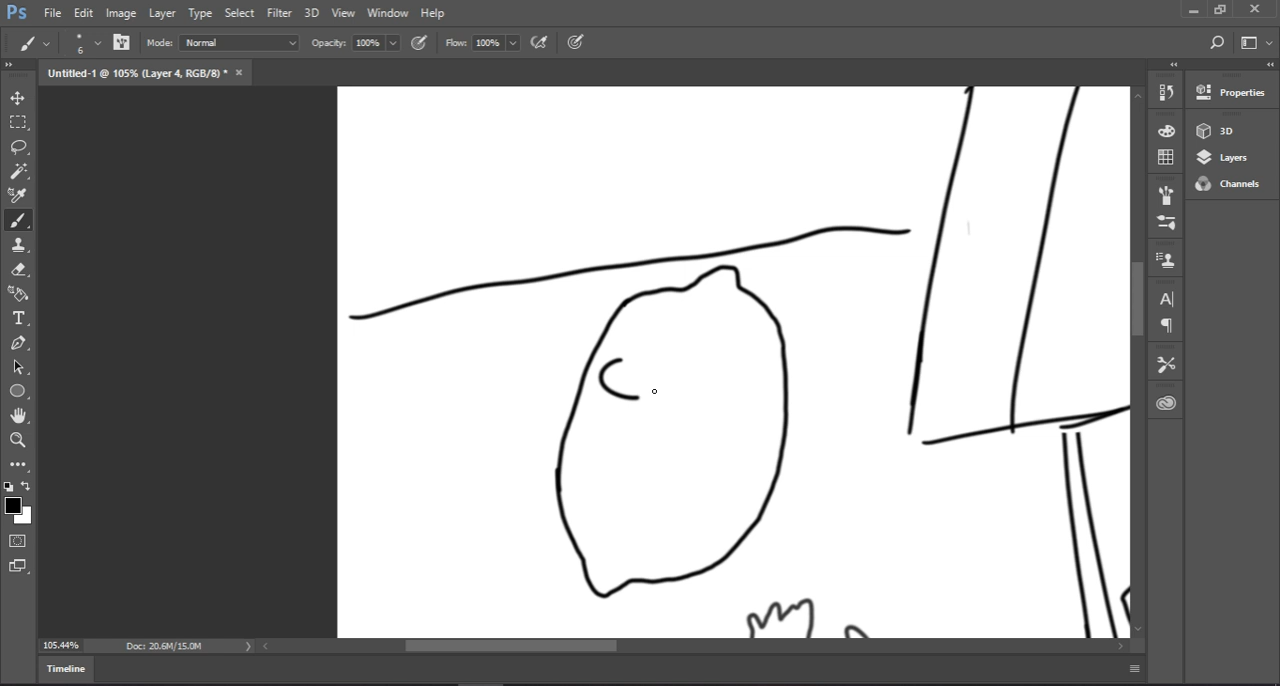 Ps File Edit Image Layer Type Select Filter 3D View Window Help
6 Mode: Normal Opacity: 100% Flow: 100%
Untitled-1 @ 105% (Layer 4, RGB/8) * ×
Properties
3D
Layers
Channels
105.44% Doc: 20.6M/15.0M
Timeline